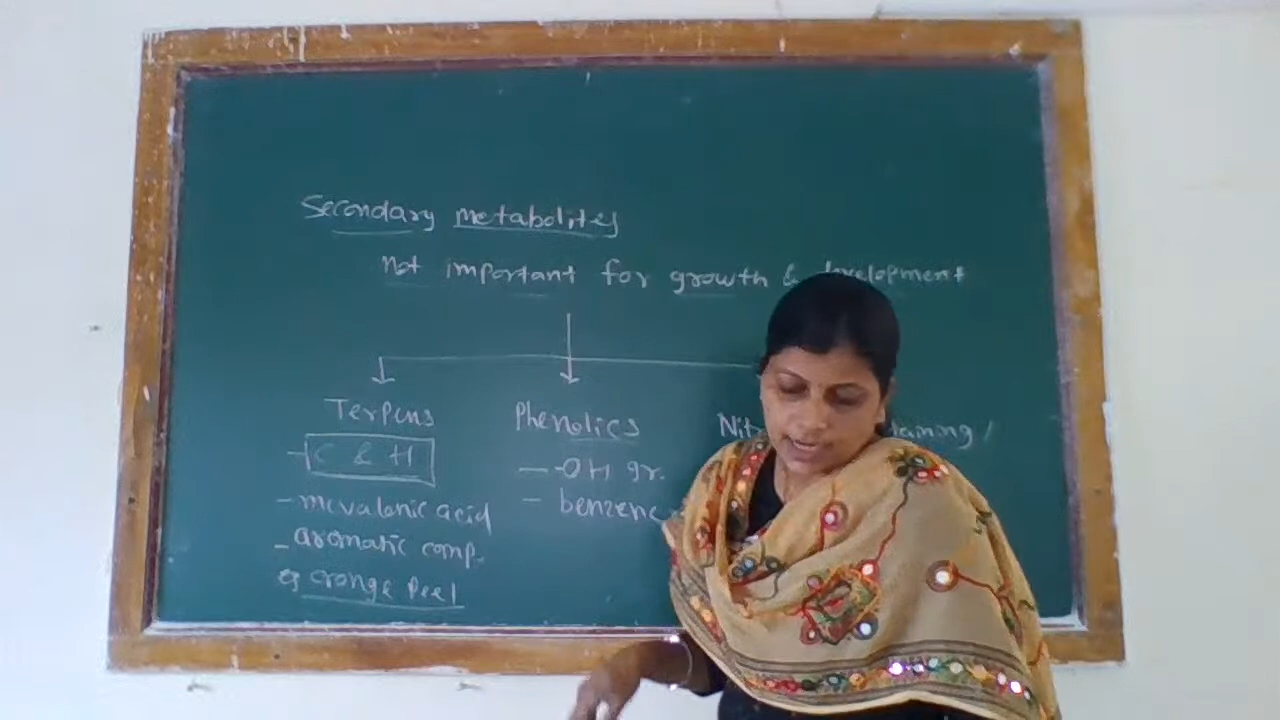 Secondary metabolites
not important for growth & development
Terpens Phenolics
C & H
- OH gr.
- mevalonic acid - benzene
- aromatic comp.
eg orange peel